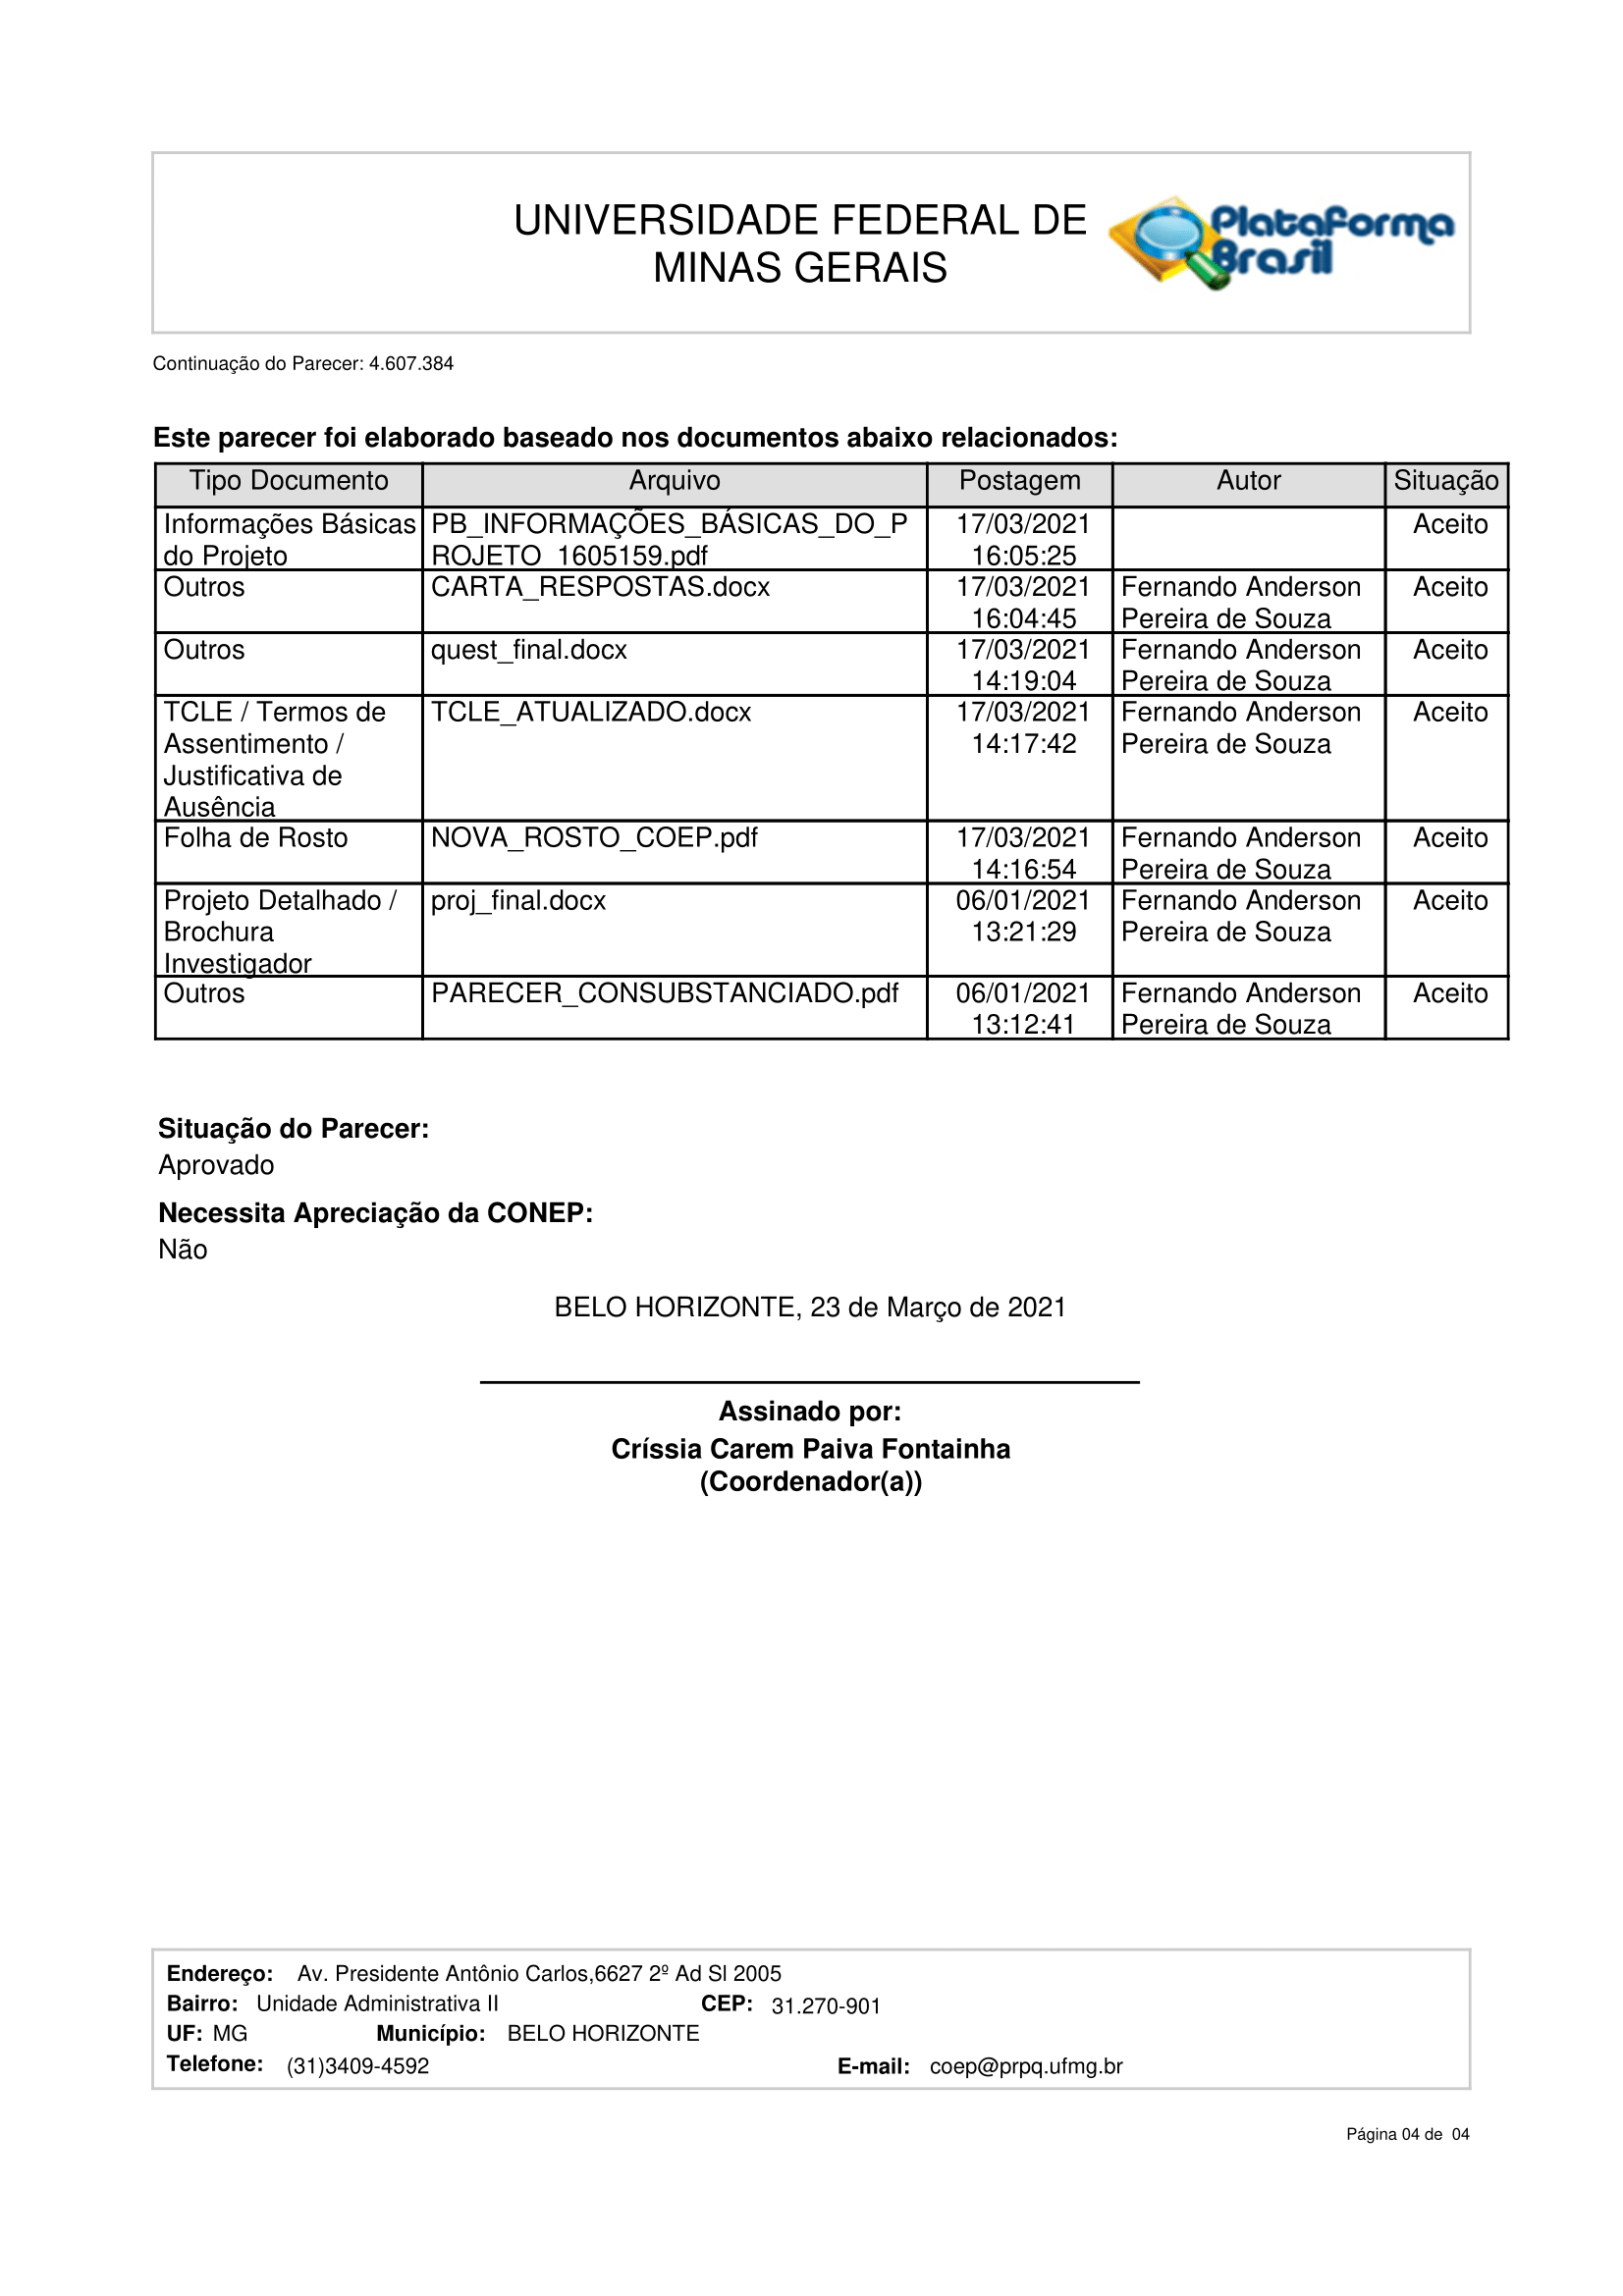 UNIVERSIDADE FEDERAL DE
MINAS GERAIS
Plataforma
Brasil
Continuação do Parecer: 4.607.384
Este parecer foi elaborado baseado nos documentos abaixo relacionados:
Tipo Documento Arquivo Postagem Autor Situação
Informações Básicas PB_INFORMAÇÕES_BÁSICAS_DO_P 17/03/2021 Aceito
do Projeto ROJETO_1605159.pdf 16:05:25
Outros CARTA_RESPOSTAS.docx 17/03/2021 Fernando Anderson Aceito
16:04:45 Pereira de Souza
Outros quest_final.docx 17/03/2021 Fernando Anderson Aceito
14:19:04 Pereira de Souza
TCLE / Termos de TCLE_ATUALIZADO.docx 17/03/2021 Fernando Anderson Aceito
Assentimento / 14:17:42 Pereira de Souza
Justificativa de
Ausência
Folha de Rosto NOVA_ROSTO_COEP.pdf 17/03/2021 Fernando Anderson Aceito
14:16:54 Pereira de Souza
Projeto Detalhado / proj_final.docx 06/01/2021 Fernando Anderson Aceito
Brochura 13:21:29 Pereira de Souza
Investigador
Outros PARECER_CONSUBSTANCIADO.pdf 06/01/2021 Fernando Anderson Aceito
13:12:41 Pereira de Souza
Situação do Parecer:
Aprovado
Necessita Apreciação da CONEP:
Não
BELO HORIZONTE, 23 de Março de 2021
Assinado por:
Críssia Carem Paiva Fontainha
(Coordenador(a))
Endereço: Av. Presidente Antônio Carlos,6627 2º Ad Sl 2005
Bairro: Unidade Administrativa II CEP: 31.270-901
UF: MG Município: BELO HORIZONTE
Telefone: (31)3409-4592 E-mail: coep@prpq.ufmg.br
Página 04 de 04